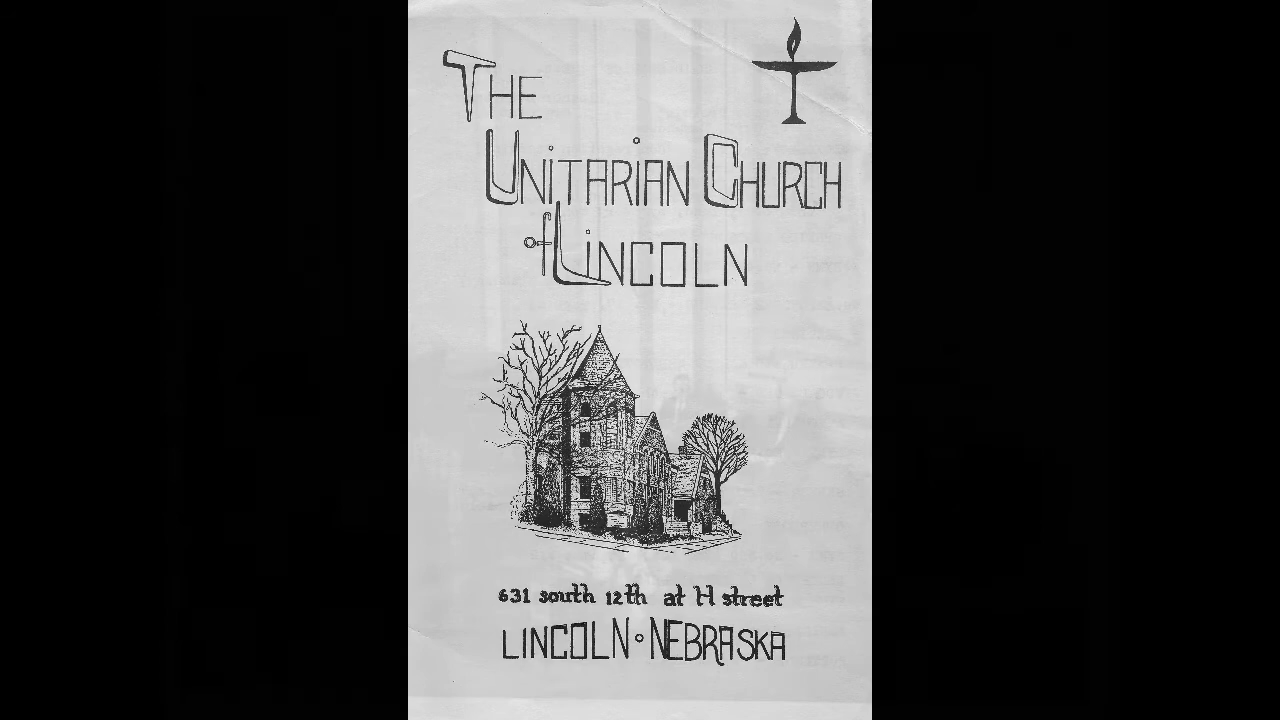 THE
UNiTARiAN CHURCH
of LiNCOLN
631 south 12th at H street
LINCOLN ∘ NEBRASKA